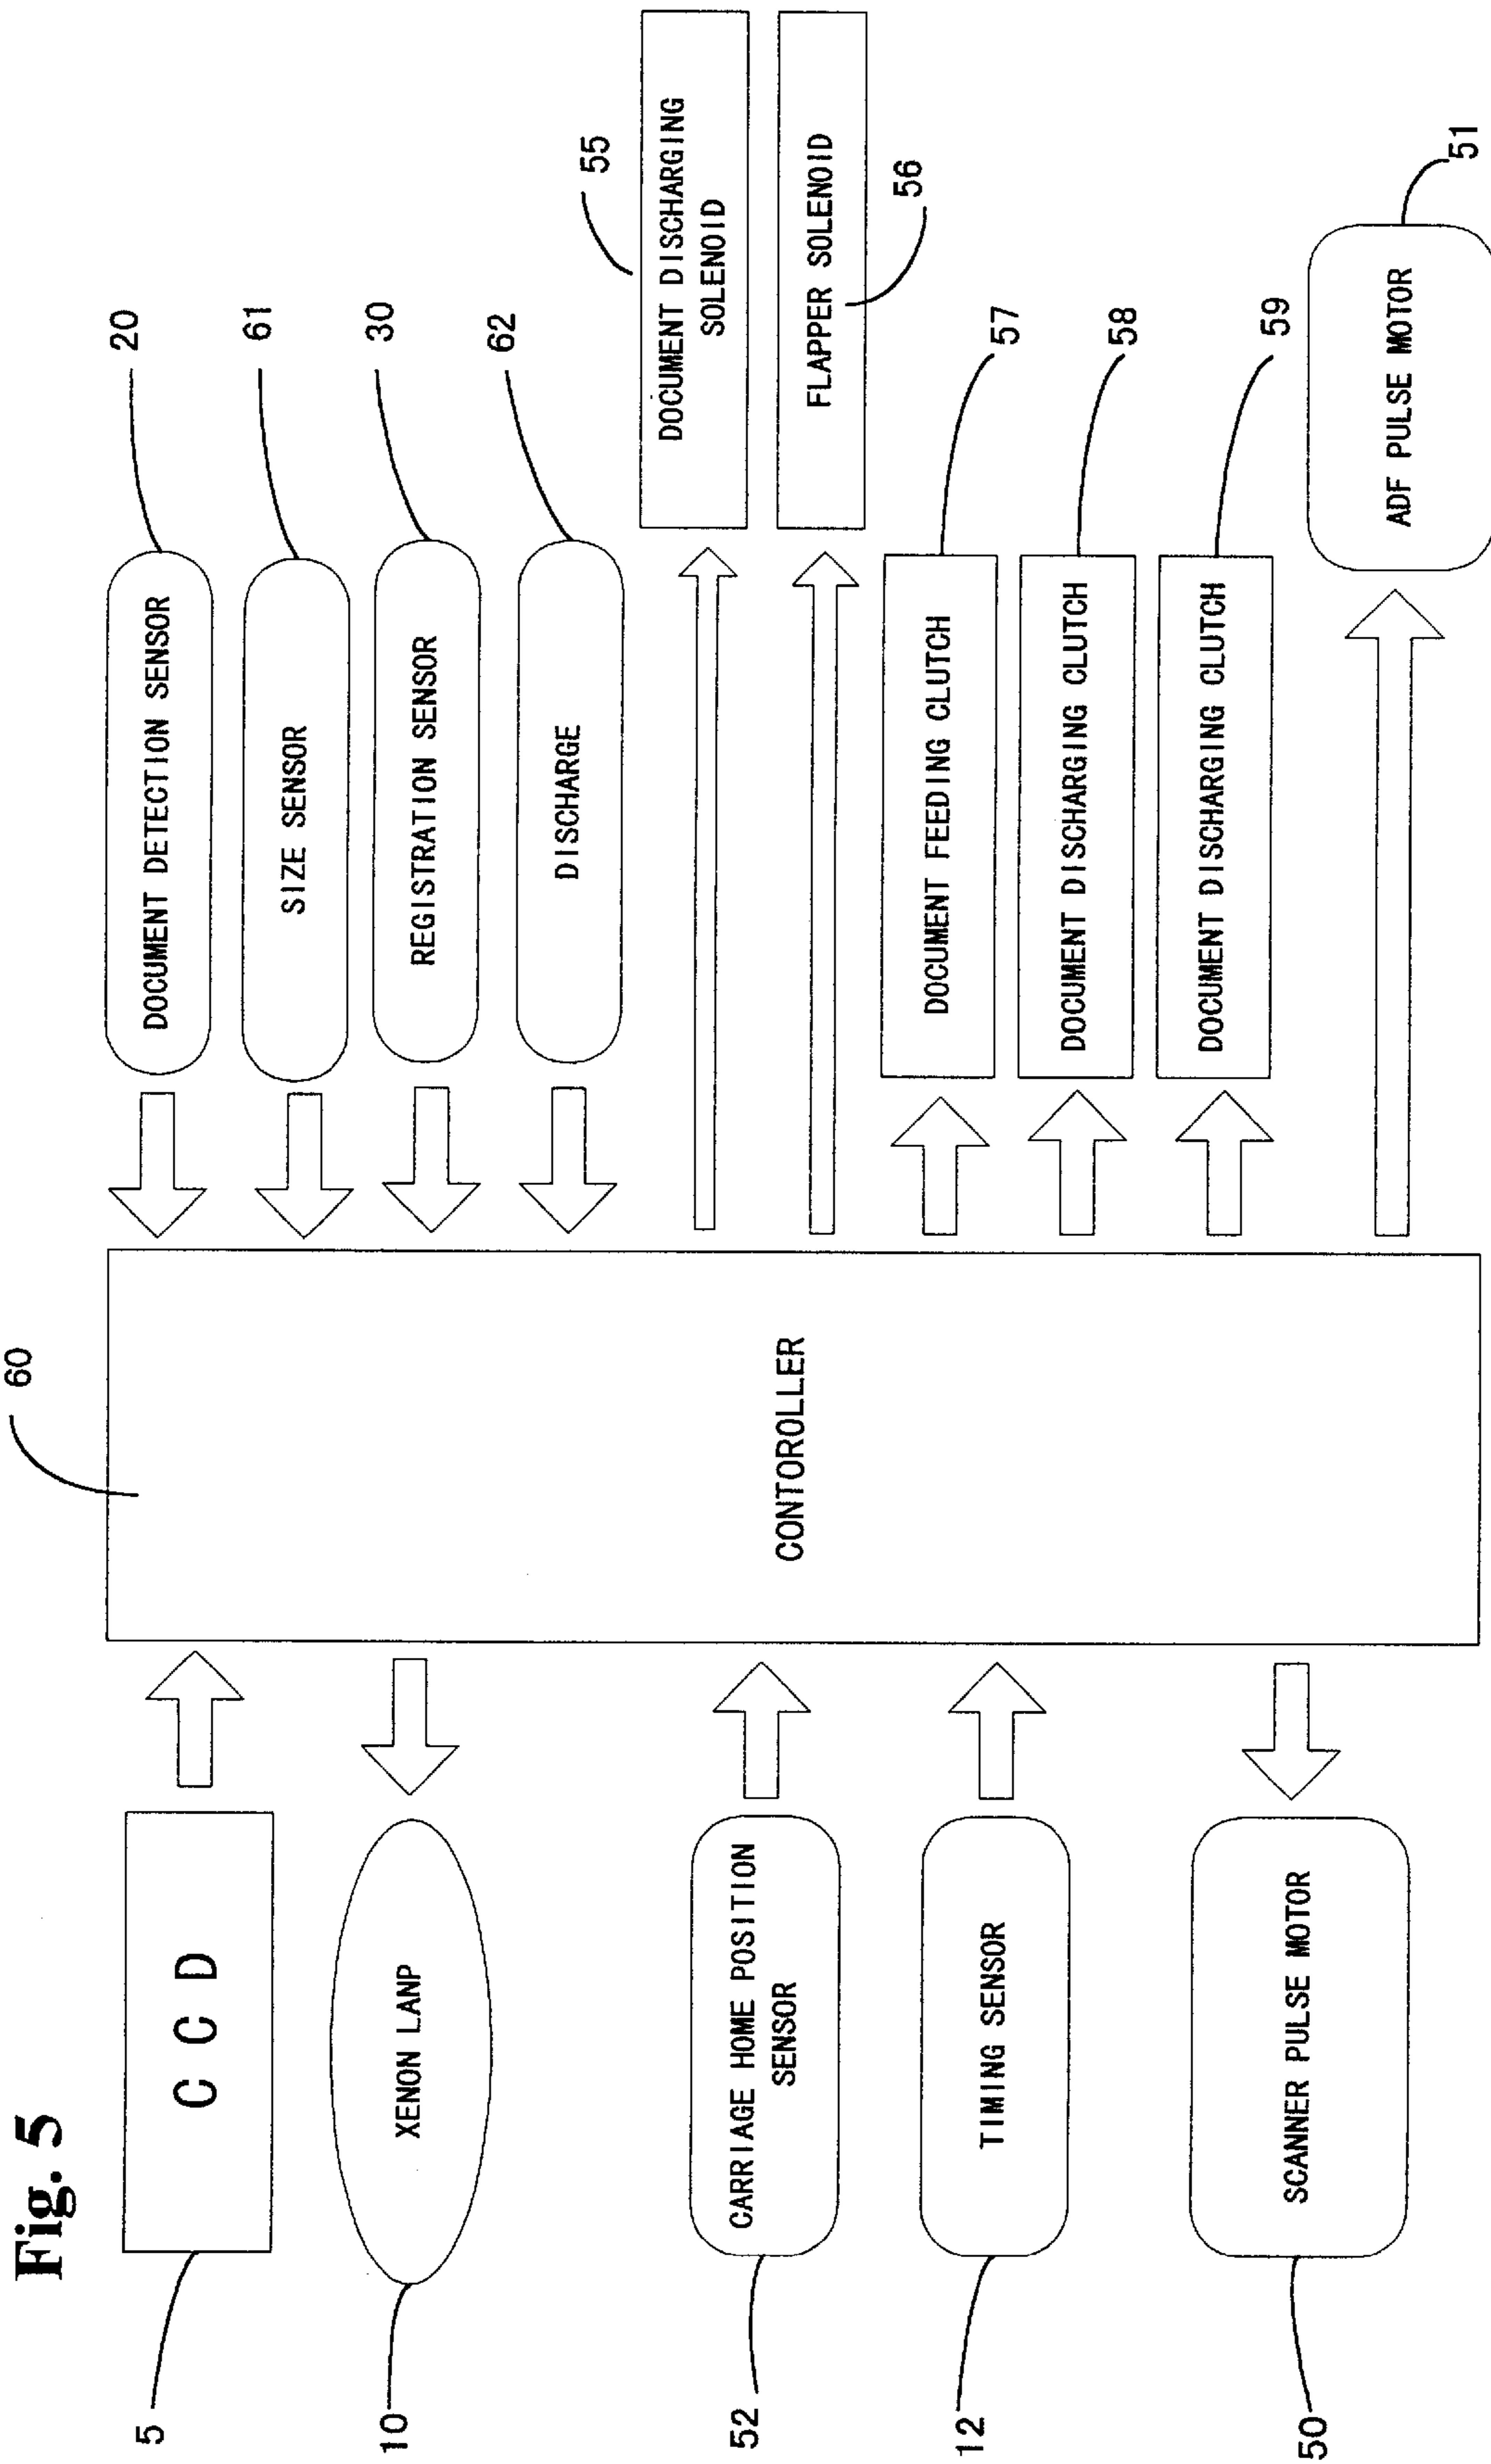 Fig. 5
60
5
CCD
10
XENON LANP
52
CARRIAGE HOME POSITION
SENSOR
12
TIMING SENSOR
50
SCANNER PULSE MOTOR
CONTOROLLER
DOCUMENT DETECTION SENSOR
20
SIZE SENSOR
61
REGISTRATION SENSOR
30
DISCHARGE
62
DOCUMENT DISCHARGING
SOLENOID
55
FLAPPER SOLENOID
56
DOCUMENT FEEDING CLUTCH
57
DOCUMENT DISCHARGING CLUTCH
58
DOCUMENT DISCHARGING CLUTCH
59
ADF PULSE MOTOR
51